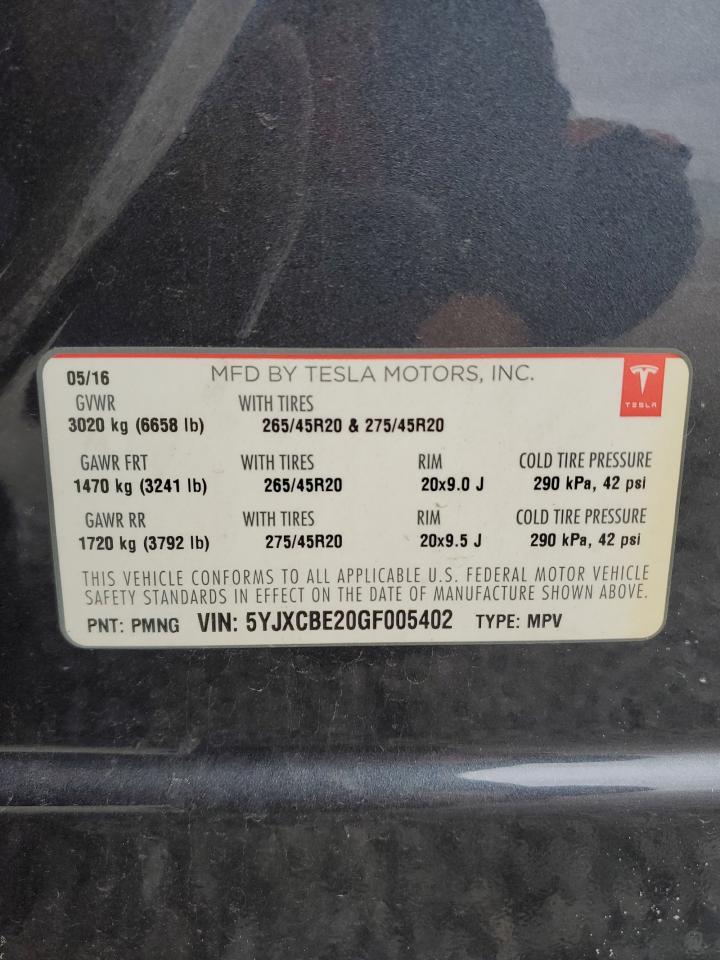 05/16 MFD BY TESLA MOTORS, INC.
TESLA
GVWR WITH TIRES
3020 kg (6658 lb) 265/45R20 & 275/45R20
GAWR FRT WITH TIRES RIM COLD TIRE PRESSURE
1470 kg (3241 lb) 265/45R20 20x9.0 J 290 kPa, 42 psi
GAWR RR WITH TIRES RIM COLD TIRE PRESSURE
1720 kg (3792 lb) 275/45R20 20x9.5 J 290 kPa, 42 psi
THIS VEHICLE CONFORMS TO ALL APPLICABLE U.S. FEDERAL MOTOR VEHICLE
SAFETY STANDARDS IN EFFECT ON THE DATE OF MANUFACTURE SHOWN ABOVE.
PNT: PMNG VIN: 5YJXCBE20GF005402 TYPE: MPV